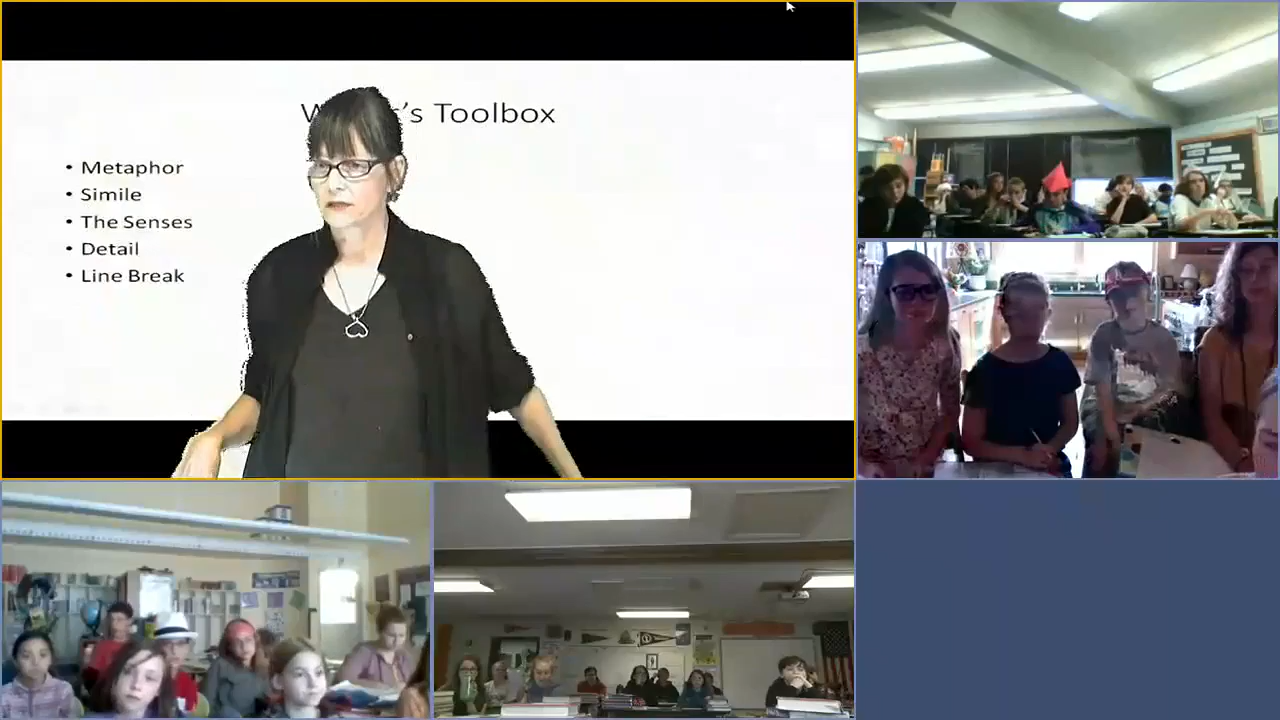 ’s Toolbox
• Metaphor
• Simile
• The Senses
• Detail
• Line Break